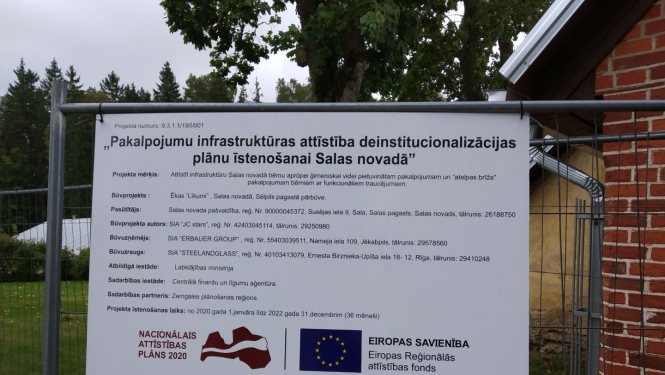 Projekta numurs: 9.3.1.1/19/I/001
„Pakalpojumu infrastruktūras attīstība deinstitucionalizācijas
plānu īstenošanai Salas novadā”
Projekta mērķis: Attīstīt infrastruktūru Salas novadā bērnu aprūpei ģimeniskai videi pietuvinātam pakalpojumam un “atelpas brīža”
pakalpojumam bērniem ar funkcionāliem traucējumiem.
Būvprojekts : Ēkas “Līkumi” , Salas novadā, Sēlpils pagastā pārbūve.
Pasūtītājs: Salas novada pašvaldība, reģ. Nr. 90000045372, Susējas iela 9, Sala, Salas pagasts, Salas novads, tālrunis: 26188750
Būvprojekta autors: SIA “JC stars”, reģ. Nr: 42403045114, tālrunis: 29250980
Būvuzņēmējs: SIA “ERBAUER GROUP” , reģ. Nr: 55403039511, Nameja iela 109, Jēkabpils, tālrunis: 29578560
Būvuzraugs: SIA “STEELANDGLASS”, reģ. Nr: 40103413079, Ernesta Birznieka-Upīša iela 18- 12, Rīga, tālrunis: 29410248
Atbildīgā iestāde: Labklājības ministrija
Sadarbības iestāde: Centrālā finanšu un līgumu aģentūra
Sadarbības partneris: Zemgales plānošanas reģions
Projekta īstenošanas laiks: no 2020.gada 1.janvāra līdz 2022.gada 31.decembrim (36 mēneši)
NACIONĀLAIS
ATTĪSTĪBAS
PLĀNS 2020
EIROPAS SAVIENĪBA
Eiropas Reģionālās
attīstības fonds